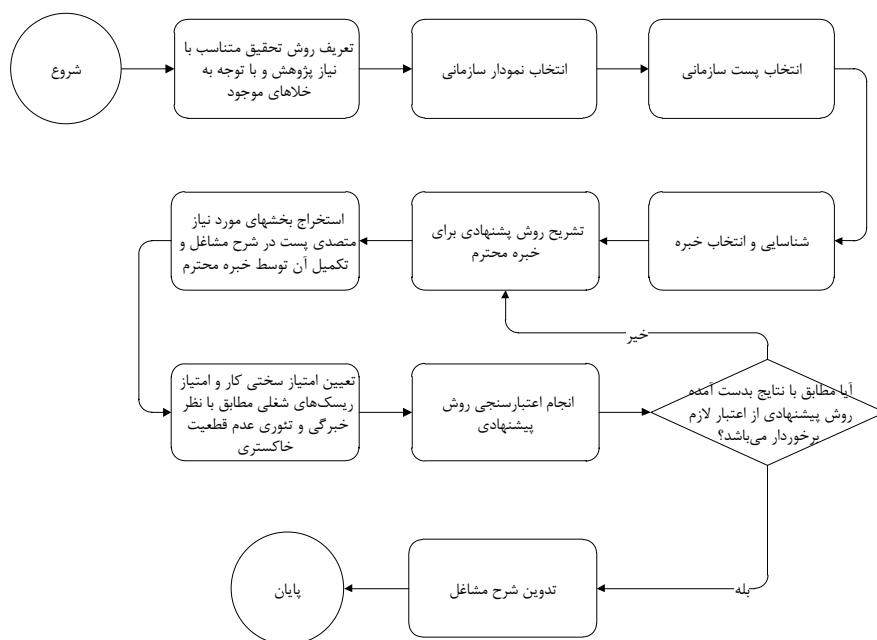 شروع
تعریف روش تحقیق متناسب با
نیاز پژوهش و با توجه به
خلاهای موجود
انتخاب نمودار سازمانی
انتخاب پست سازمانی
شناسایی و انتخاب خبره
تشریح روش پشنهادی برای
خبره محترم
استخراج بخشهای مورد نیاز
متصدی پست در شرح مشاغل و
تکمیل آن توسط خبره محترم
تعیین امتیاز سختی کار و امتیاز
ریسک‌های شغلی مطابق با نظر
خبرگی و تئوری عدم قطعیت
خاکستری
انجام اعتبارسنجی روش
پیشنهادی
آیا مطابق با نتایج بدست آمده
روش پیشنهادی از اعتبار لازم
برخوردار می‌باشد؟
خیر
بله
تدوین شرح مشاغل
پایان